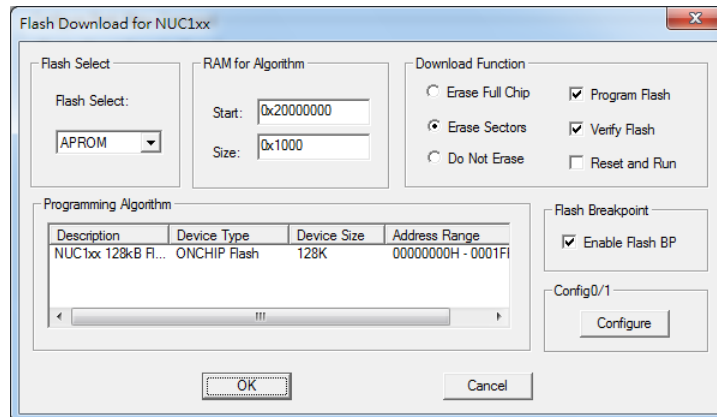 Flash Download for NUC1xx
Flash Select
Flash Select:
APROM
RAM for Algorithm
Start: 0x20000000
Size: 0x1000
Download Function
Erase Full Chip
Erase Sectors
Do Not Erase
Program Flash
Verify Flash
Reset and Run
Programming Algorithm
Description Device Type Device Size Address Range
NUC1xx 128kB Fl... ONCHIP Flash 128K 00000000H - 0001Fl
Flash Breakpoint
Enable Flash BP
Config0/1
Configure
OK Cancel